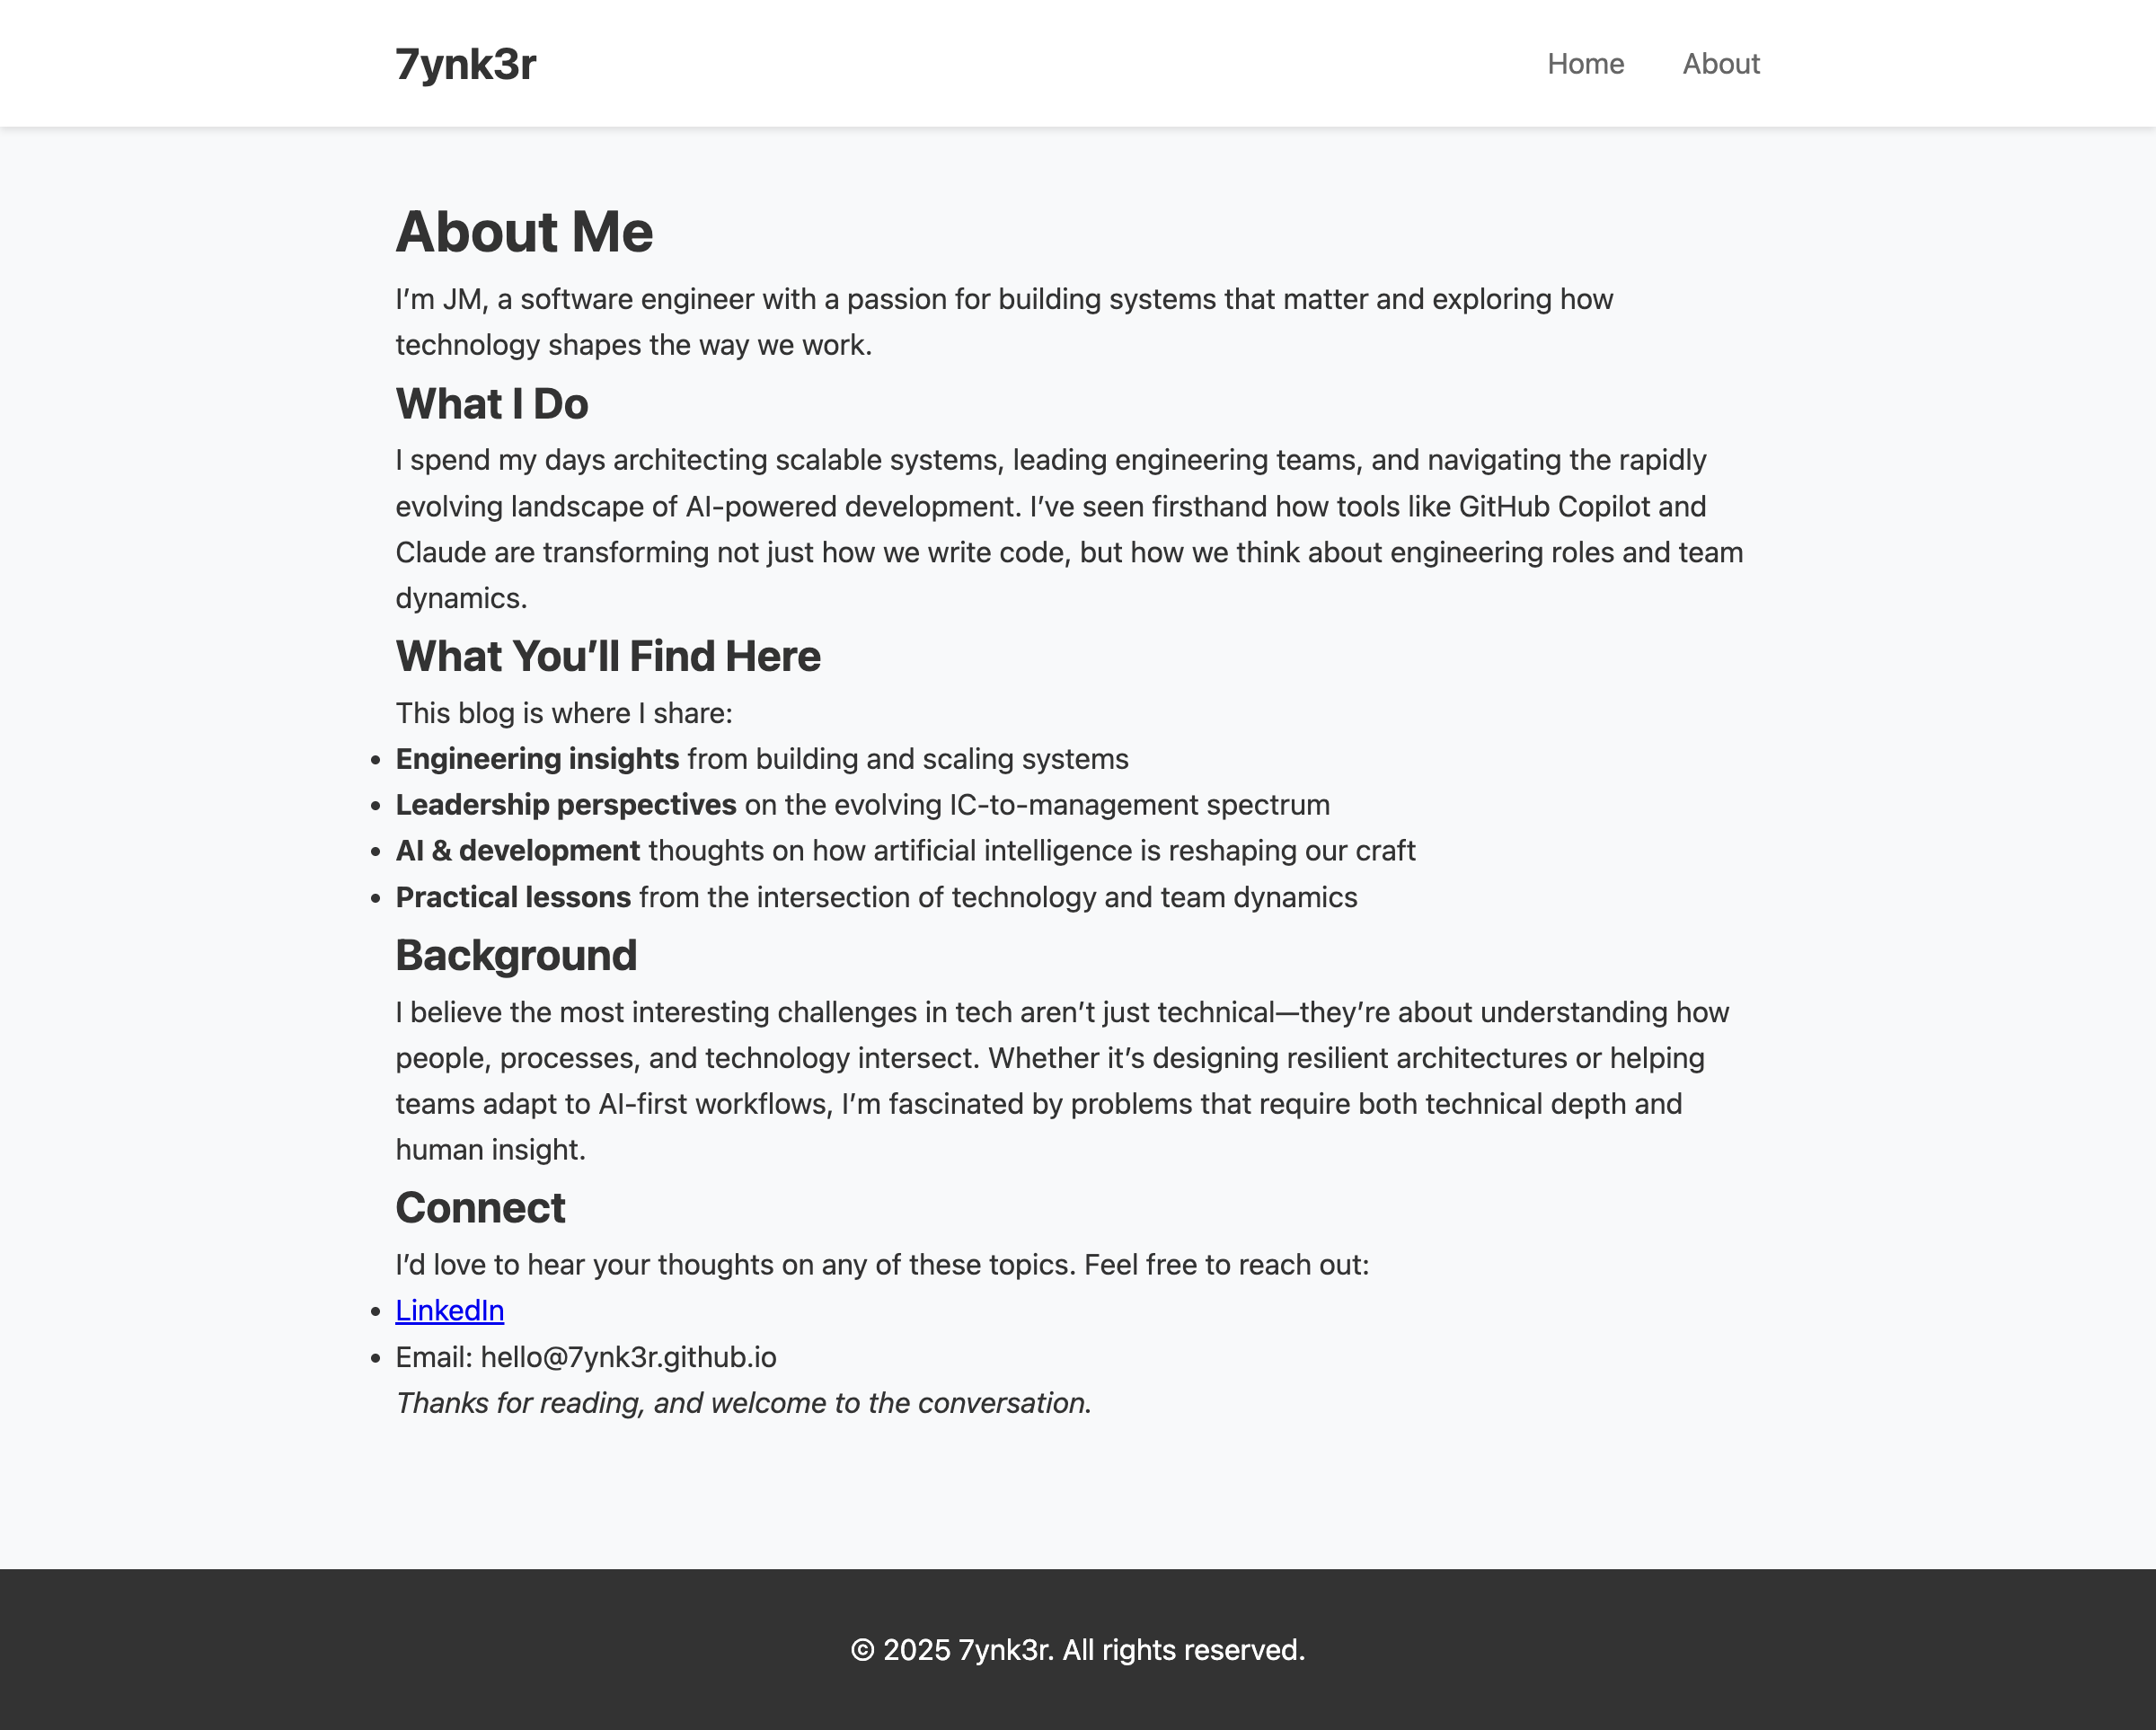 7ynk3r
Home
About
About Me
I’m JM, a software engineer with a passion for building systems that matter and exploring how
technology shapes the way we work.
What I Do
I spend my days architecting scalable systems, leading engineering teams, and navigating the rapidly
evolving landscape of AI-powered development. I’ve seen firsthand how tools like GitHub Copilot and
Claude are transforming not just how we write code, but how we think about engineering roles and team
dynamics.
What You’ll Find Here
This blog is where I share:
• Engineering insights from building and scaling systems
• Leadership perspectives on the evolving IC-to-management spectrum
• AI & development thoughts on how artificial intelligence is reshaping our craft
• Practical lessons from the intersection of technology and team dynamics
Background
I believe the most interesting challenges in tech aren’t just technical—they’re about understanding how
people, processes, and technology intersect. Whether it’s designing resilient architectures or helping
teams adapt to AI-first workflows, I’m fascinated by problems that require both technical depth and
human insight.
Connect
I’d love to hear your thoughts on any of these topics. Feel free to reach out:
• LinkedIn
• Email: hello@7ynk3r.github.io
Thanks for reading, and welcome to the conversation.
© 2025 7ynk3r. All rights reserved.